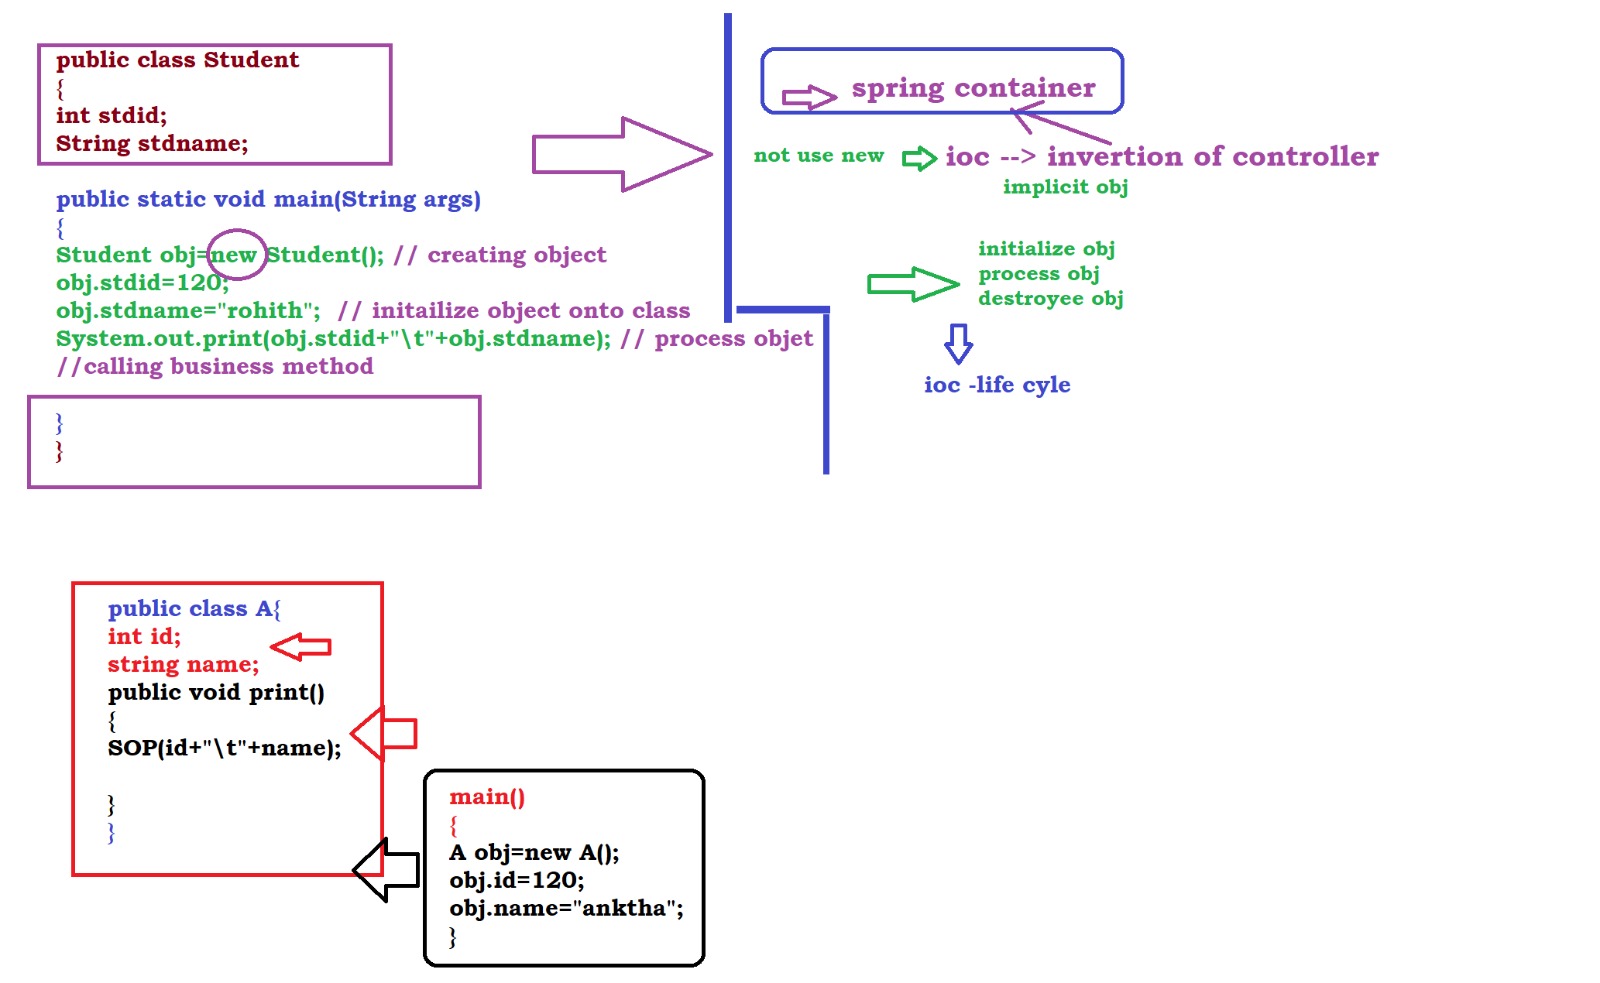 public class Student
{
int stdid;
String stdname;
public static void main(String args)
{
Student obj=new Student(); // creating object
obj.stdid=120;
obj.stdname="rohith"; // initailize object onto class
System.out.print(obj.stdid+"\t"+obj.stdname); // process objet
//calling business method
}
}
spring container
not use new ioc --> invertion of controller
implicit obj
initialize obj
process obj
destroyee obj
ioc -life cyle
public class A{
int id;
string name;
public void print()
{
SOP(id+"\t"+name);
}
}
main()
{
A obj=new A();
obj.id=120;
obj.name="anktha";
}